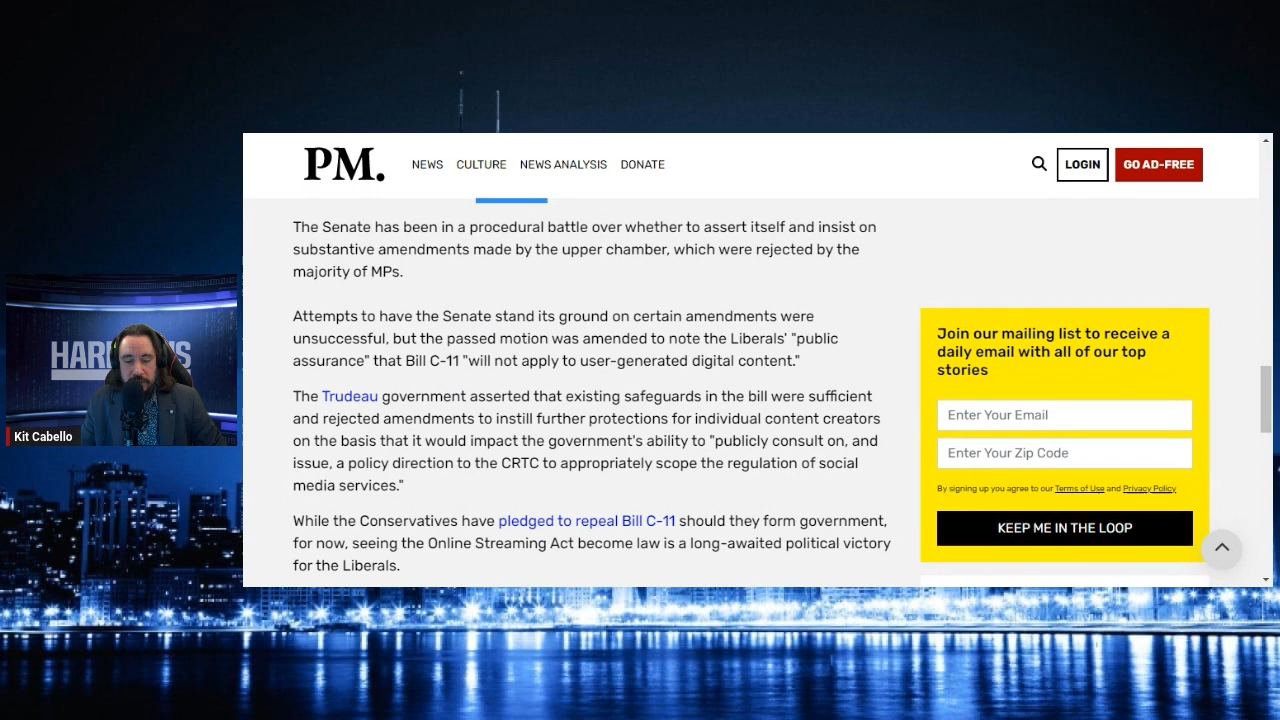 PM.
NEWS CULTURE NEWS ANALYSIS DONATE
LOGIN
GO AD-FREE
The Senate has been in a procedural battle over whether to assert itself and insist on
substantive amendments made by the upper chamber, which were rejected by the
majority of MPs.
Attempts to have the Senate stand its ground on certain amendments were
unsuccessful, but the passed motion was amended to note the Liberals' "public
assurance" that Bill C-11 "will not apply to user-generated digital content."
The Trudeau government asserted that existing safeguards in the bill were sufficient
and rejected amendments to instill further protections for individual content creators
on the basis that it would impact the government's ability to "publicly consult on, and
issue, a policy direction to the CRTC to appropriately scope the regulation of social
media services."
While the Conservatives have pledged to repeal Bill C-11 should they form government,
for now, seeing the Online Streaming Act become law is a long-awaited political victory
for the Liberals.
Join our mailing list to receive a
daily email with all of our top
stories
Enter Your Email
Enter Your Zip Code
By signing up you agree to our Terms of Use and Privacy Policy
KEEP ME IN THE LOOP
Kit Cabello